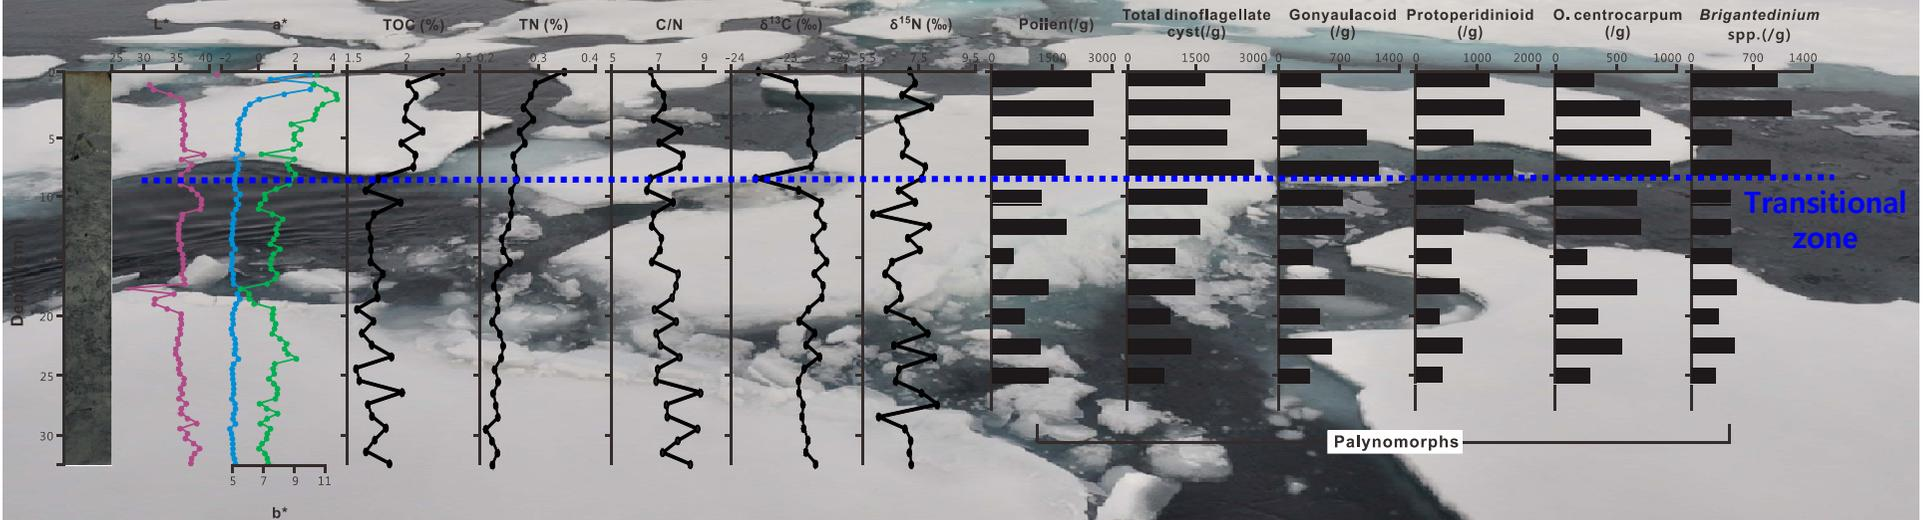 L*
a*
TOC (%)
TN (%)
C/N
δ¹³C (‰)
δ¹⁵N (‰)
Pollen(/g)
Total dinoflagellate
cyst(/g)
Gonyaulacoid
(/g)
Protoperidinioid
(/g)
O. centrocarpum
(/g)
Brigantedinium
spp.(/g)
25 30 35 40
-2 0 2 4
1.5 2 2.5
0.2 0.3 0.4
5 7 9
-24 -23 -22
5.5 7.5 9.5
0 1500 3000
0 1500 3000
0 700 1400
0 1000 2000
0 500 1000
0 700 1400
0
5
10
20
25
30
Transitional
zone
Palynomorphs
5 7 9 11
b*